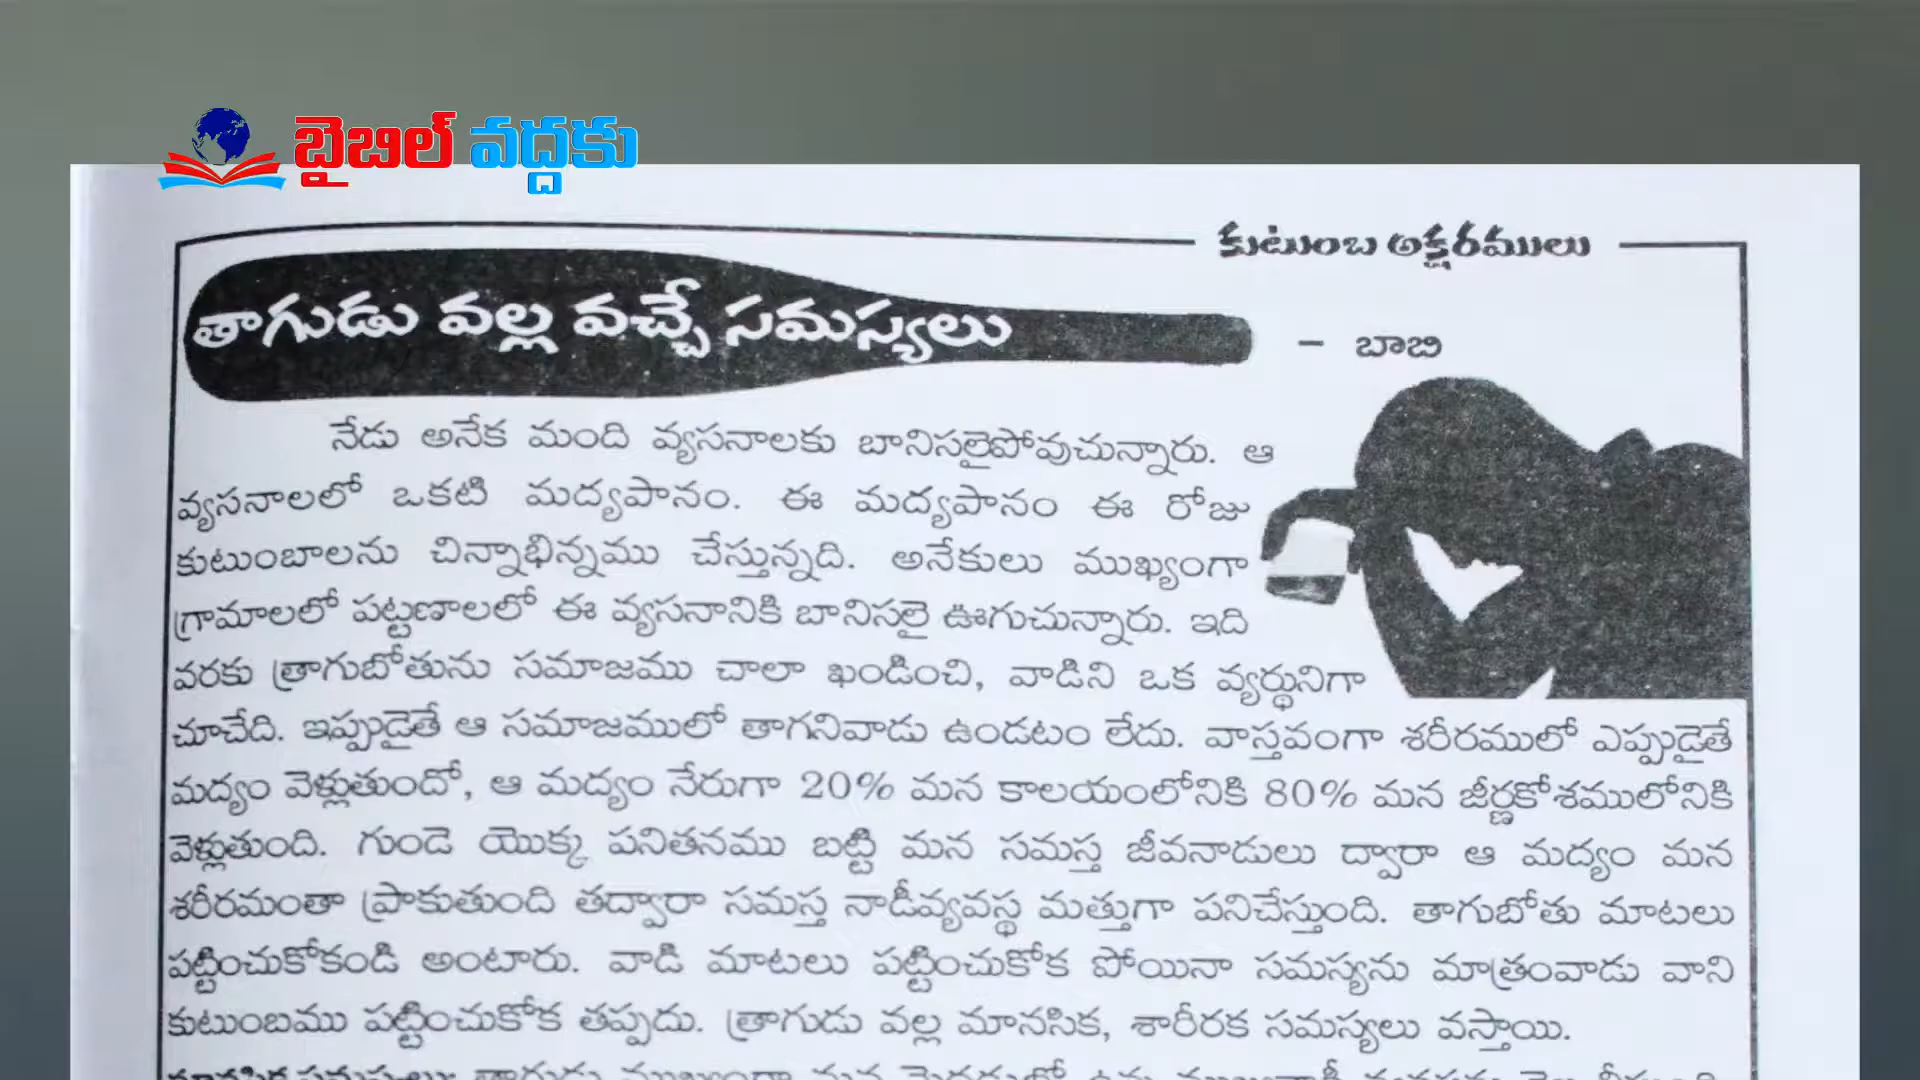 బైబిల్ వద్దకు
కుటుంబ అక్షరములు
తాగుడు వల్ల వచ్చే సమస్యలు
– బాబి
నేడు అనేక మంది వ్యసనాలకు బానిసలైపోవుచున్నారు. ఆ
వ్యసనాలలో ఒకటి మద్యపానం. ఈ మద్యపానం ఈ రోజు
కుటుంబాలను చిన్నాభిన్నము చేస్తున్నది. అనేకులు ముఖ్యంగా
గ్రామాలలో పట్టణాలలో ఈ వ్యసనానికి బానిసలై ఊగుచున్నారు. ఇది
వరకు త్రాగుబోతును సమాజము చాలా ఖండించి, వాడిని ఒక వ్యర్థునిగా
చూచేది. ఇప్పుడైతే ఆ సమాజములో తాగనివాడు ఉండటం లేదు. వాస్తవంగా శరీరములో ఎప్పుడైతే
మద్యం వెళ్లుతుందో, ఆ మద్యం నేరుగా 20% మన కాలయంలోనికి 80% మన జీర్ణకోశములోనికి
వెళ్లుతుంది. గుండె యొక్క పనితనము బట్టి మన సమస్త జీవనాడులు ద్వారా ఆ మద్యం మన
శరీరమంతా ప్రాకుతుంది తద్వారా సమస్త నాడీవ్యవస్థ మత్తుగా పనిచేస్తుంది. తాగుబోతు మాటలు
పట్టించుకోకండి అంటారు. వాడి మాటలు పట్టించుకోక పోయినా సమస్యను మాత్రంవాడు వాని
కుటుంబము పట్టించుకోక తప్పదు. త్రాగుడు వల్ల మానసిక, శారీరక సమస్యలు వస్తాయి.